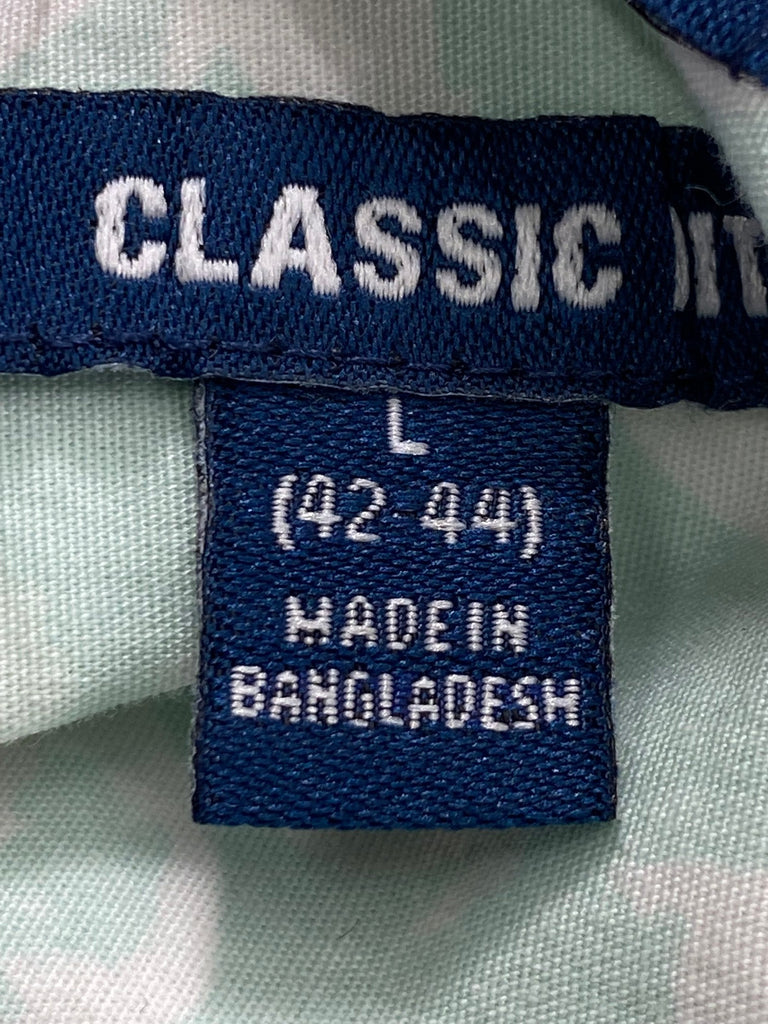 CLASSIC
L
(42-44)
MADE IN
BANGLADESH